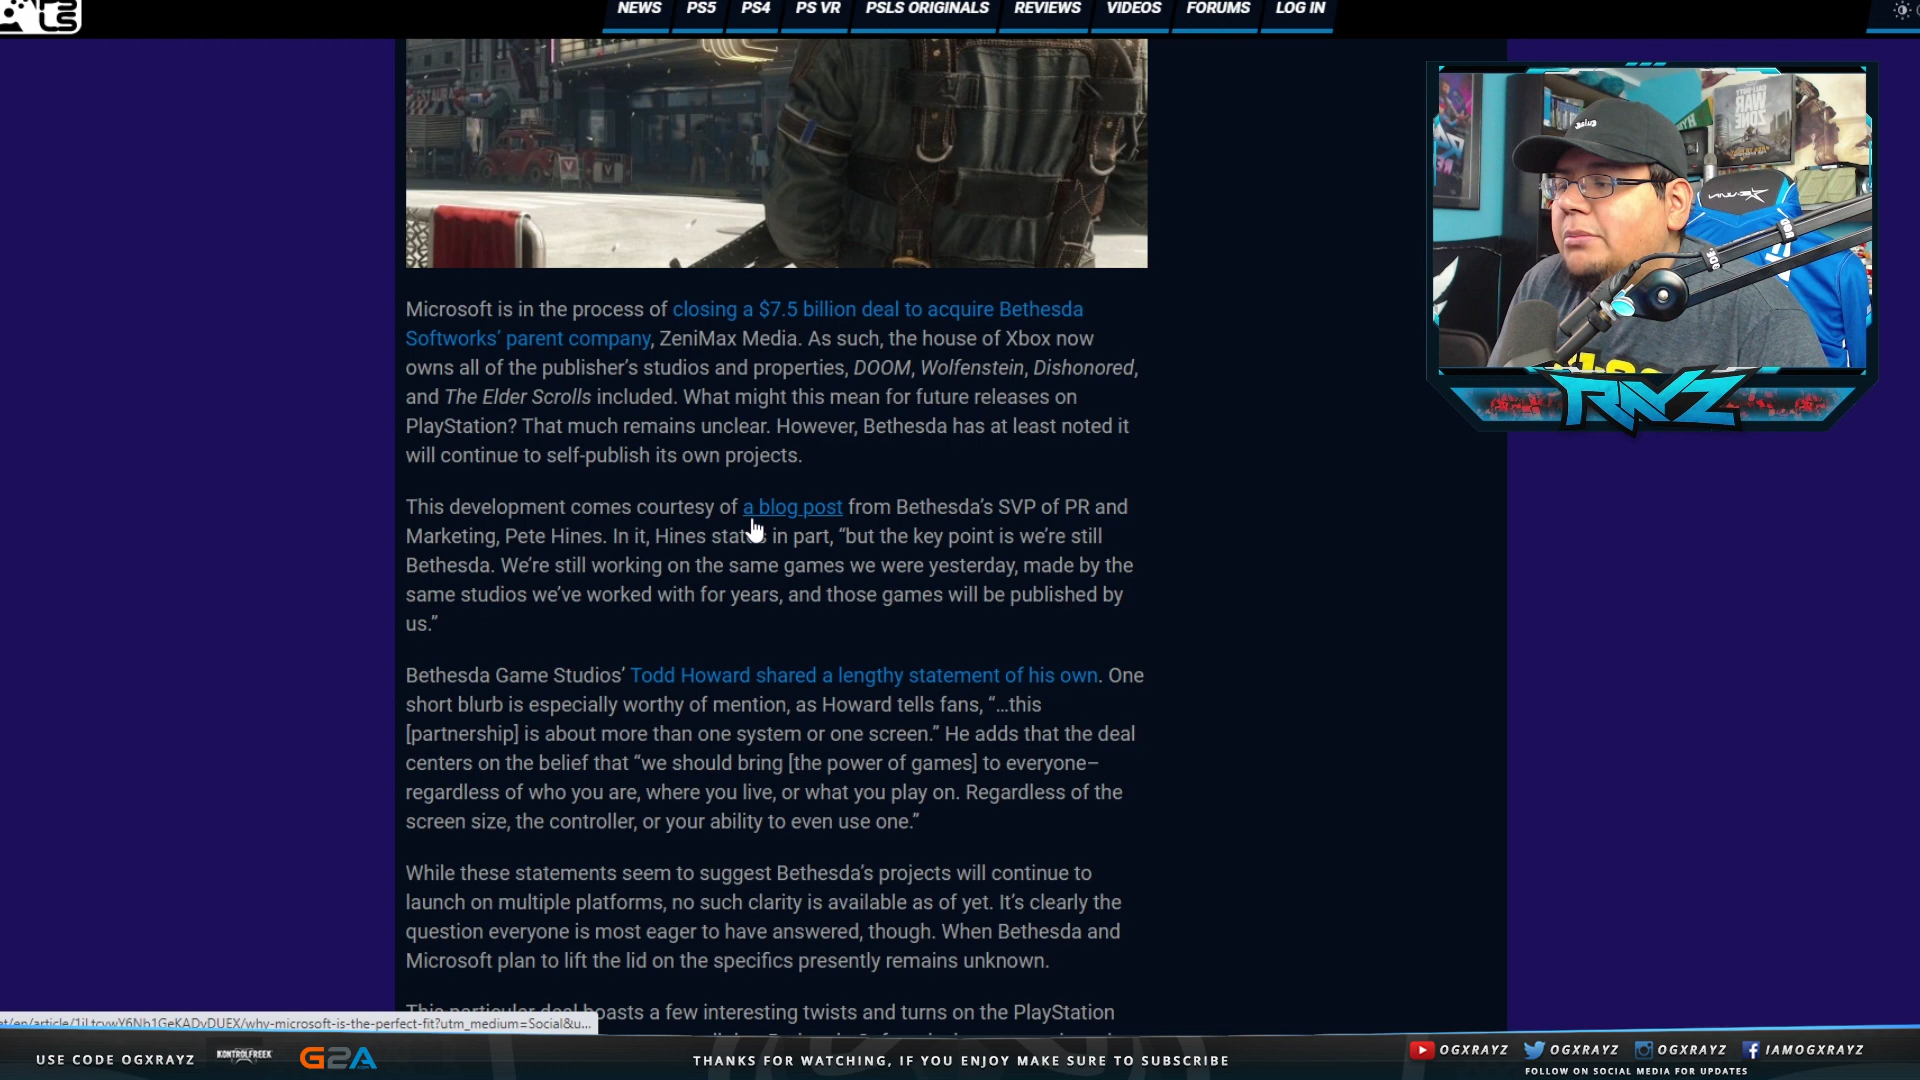 PSLS
NEWS PS5 PS4 PS VR PSLS ORIGINALS REVIEWS VIDEOS FORUMS LOG IN
Microsoft is in the process of closing a $7.5 billion deal to acquire Bethesda
Softworks’ parent company, ZeniMax Media. As such, the house of Xbox now
owns all of the publisher’s studios and properties, DOOM, Wolfenstein, Dishonored,
and The Elder Scrolls included. What might this mean for future releases on
PlayStation? That much remains unclear. However, Bethesda has at least noted it
will continue to self-publish its own projects.
This development comes courtesy of a blog post from Bethesda’s SVP of PR and
Marketing, Pete Hines. In it, Hines states in part, “but the key point is we’re still
Bethesda. We’re still working on the same games we were yesterday, made by the
same studios we’ve worked with for years, and those games will be published by
us.”
Bethesda Game Studios’ Todd Howard shared a lengthy statement of his own. One
short blurb is especially worthy of mention, as Howard tells fans, “…this
[partnership] is about more than one system or one screen.” He adds that the deal
centers on the belief that “we should bring [the power of games] to everyone–
regardless of who you are, where you live, or what you play on. Regardless of the
screen size, the controller, or your ability to even use one.”
While these statements seem to suggest Bethesda’s projects will continue to
launch on multiple platforms, no such clarity is available as of yet. It’s clearly the
question everyone is most eager to have answered, though. When Bethesda and
Microsoft plan to lift the lid on the specifics presently remains unknown.
This particular deal boasts a few interesting twists and turns on the PlayStation
CALL OF DUTY
WAR
ZONE
RODE
RAYZ
USE CODE OGXRAYZ KONTROLFREEK G2A THANKS FOR WATCHING, IF YOU ENJOY MAKE SURE TO SUBSCRIBE OGXRAYZ OGXRAYZ OGXRAYZ IAMOGXRAYZ
FOLLOW ON SOCIAL MEDIA FOR UPDATES